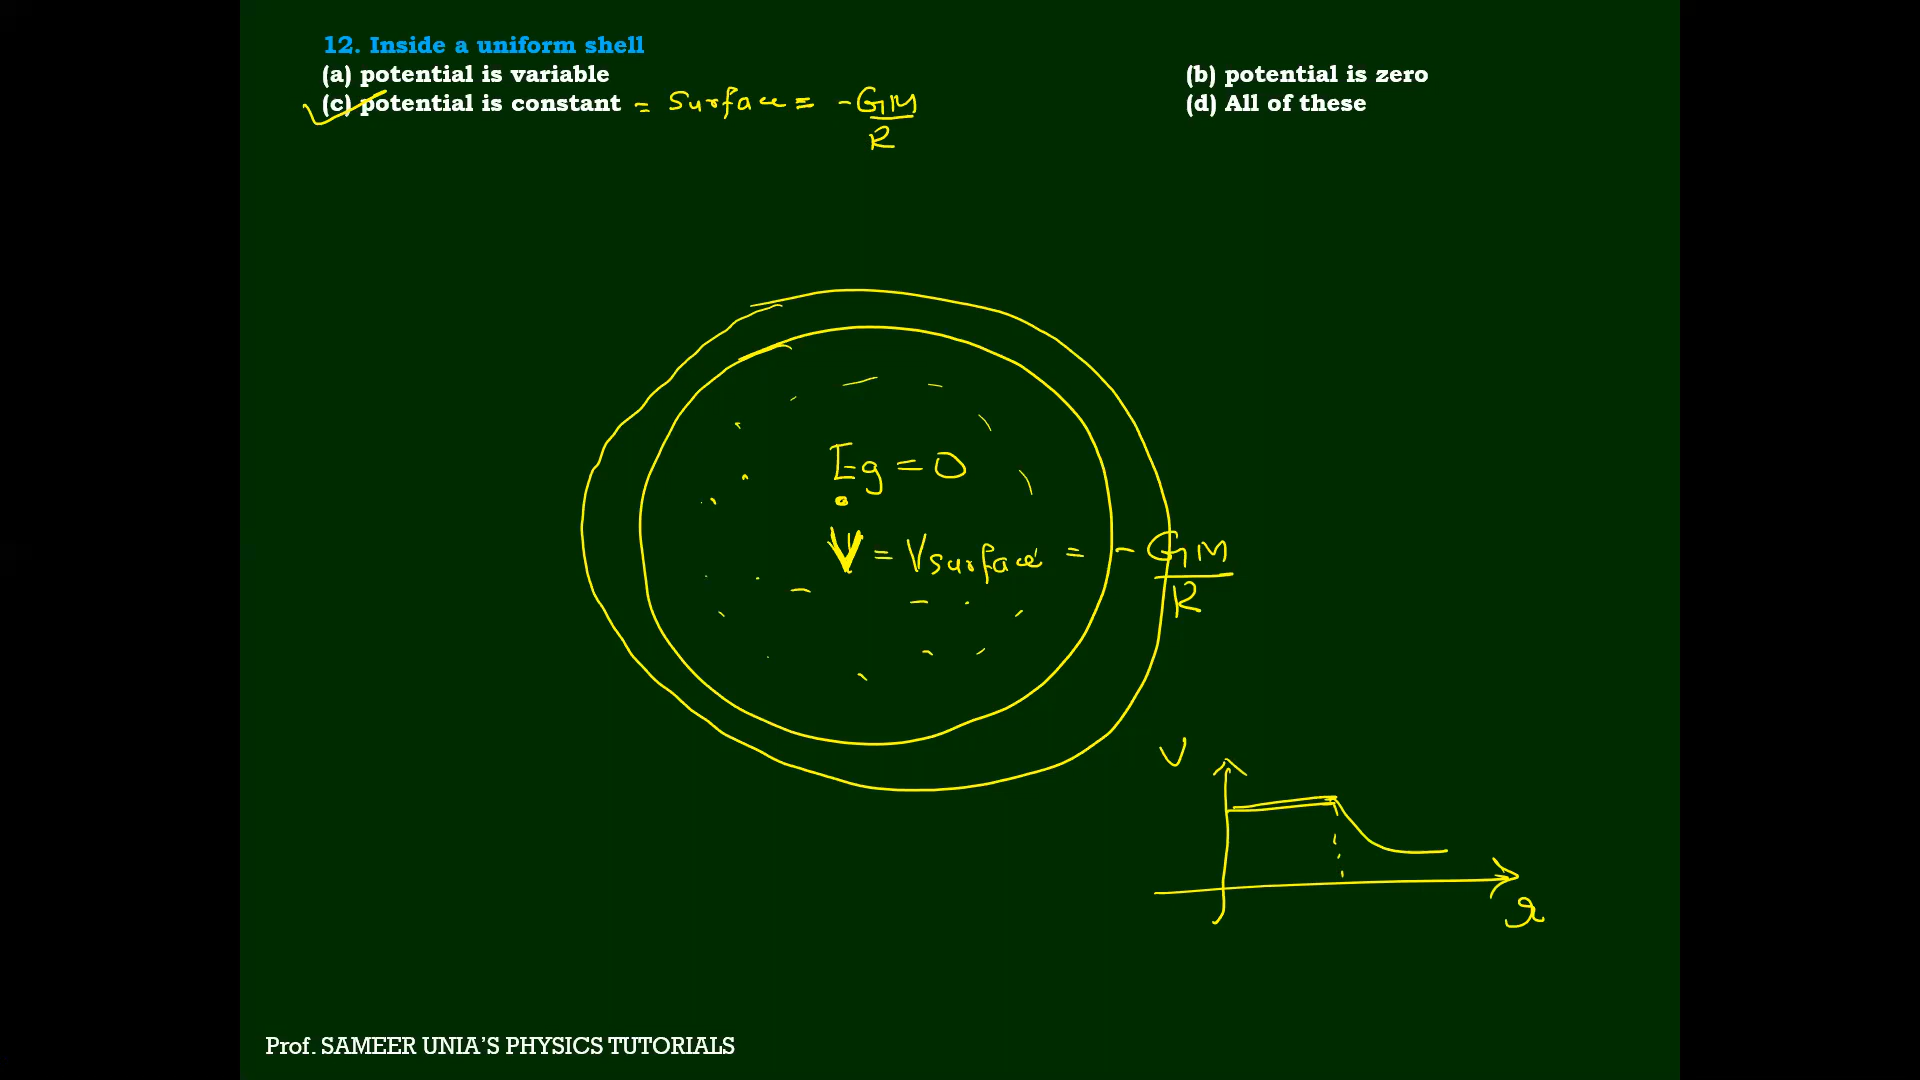 12. Inside a uniform shell
(a) potential is variable (b) potential is zero
(c) potential is constant = Surface = -GM/R (d) All of these
Eg = 0
V = Vsurface = -GM/R
V
r
Prof. SAMEER UNIA'S PHYSICS TUTORIALS